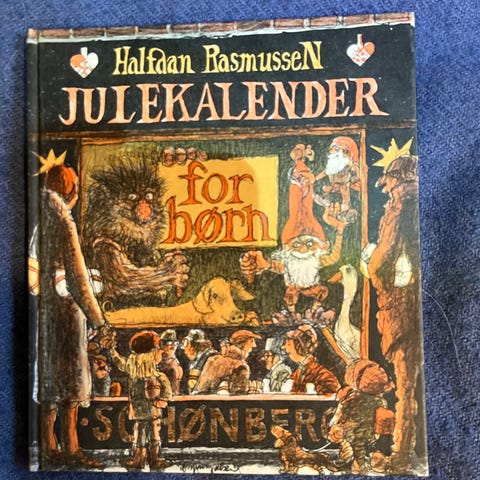 Halfdan Rasmussen
JULEKALENDER
for
børn
SCHØNBERG